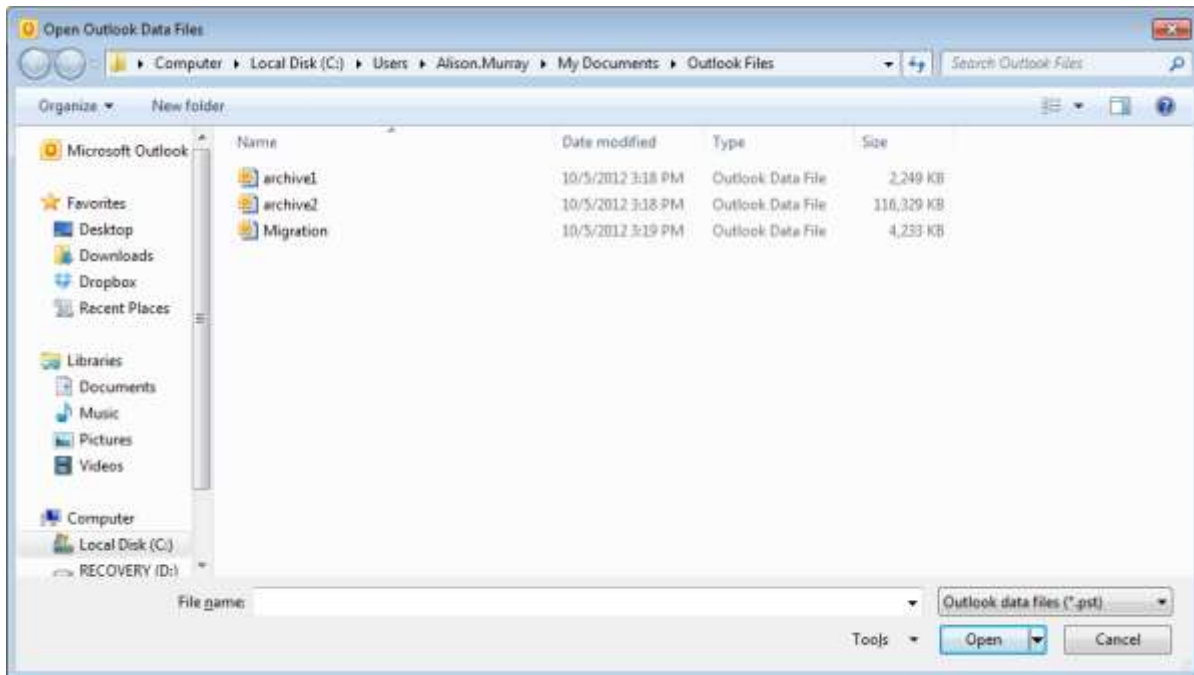 Open Outlook Data Files
Computer Local Disk (C:) Users Alison.Murray My Documents Outlook Files Search Outlook Files
Organize New folder
Microsoft Outlook
Favorites
Desktop
Downloads
Dropbox
Recent Places
Libraries
Documents
Music
Pictures
Videos
Computer
Local Disk (C:)
RECOVERY (D:)
Name Date modified Type Size
archive1 10/5/2012 3:18 PM Outlook Data File 2,249 KB
archive2 10/5/2012 3:18 PM Outlook Data File 116,329 KB
Migration 10/5/2012 3:19 PM Outlook Data File 4,233 KB
File name: Outlook data files (*.pst)
Tools Open Cancel